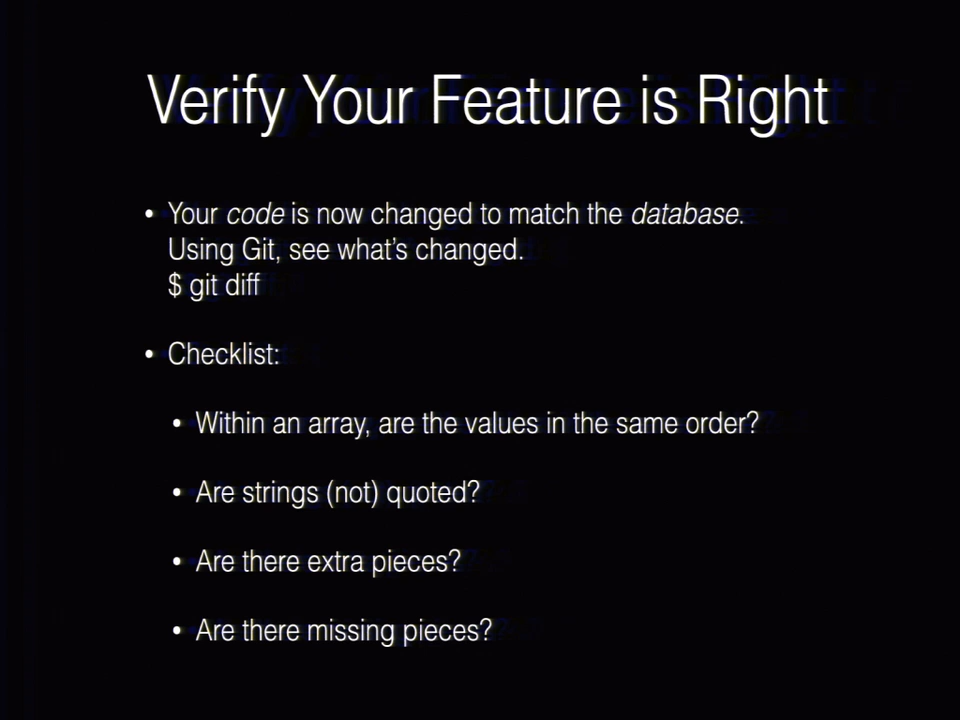 Verify Your Feature is Right
• Your code is now changed to match the database.
Using Git, see what's changed.
$ git diff
• Checklist:
• Within an array, are the values in the same order?
• Are strings (not) quoted?
• Are there extra pieces?
• Are there missing pieces?